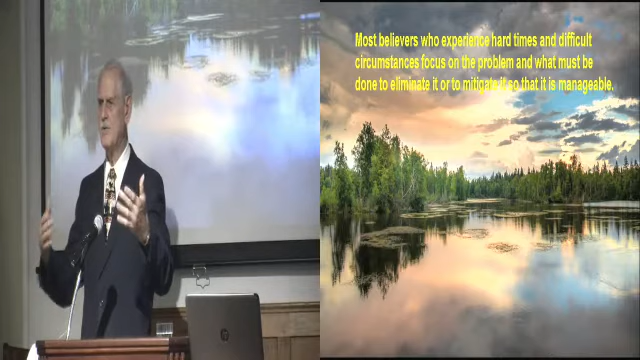 Most believers who experience hard times and difficult
circumstances focus on the problem and what must be
done to eliminate it or to mitigate it so that it is manageable.